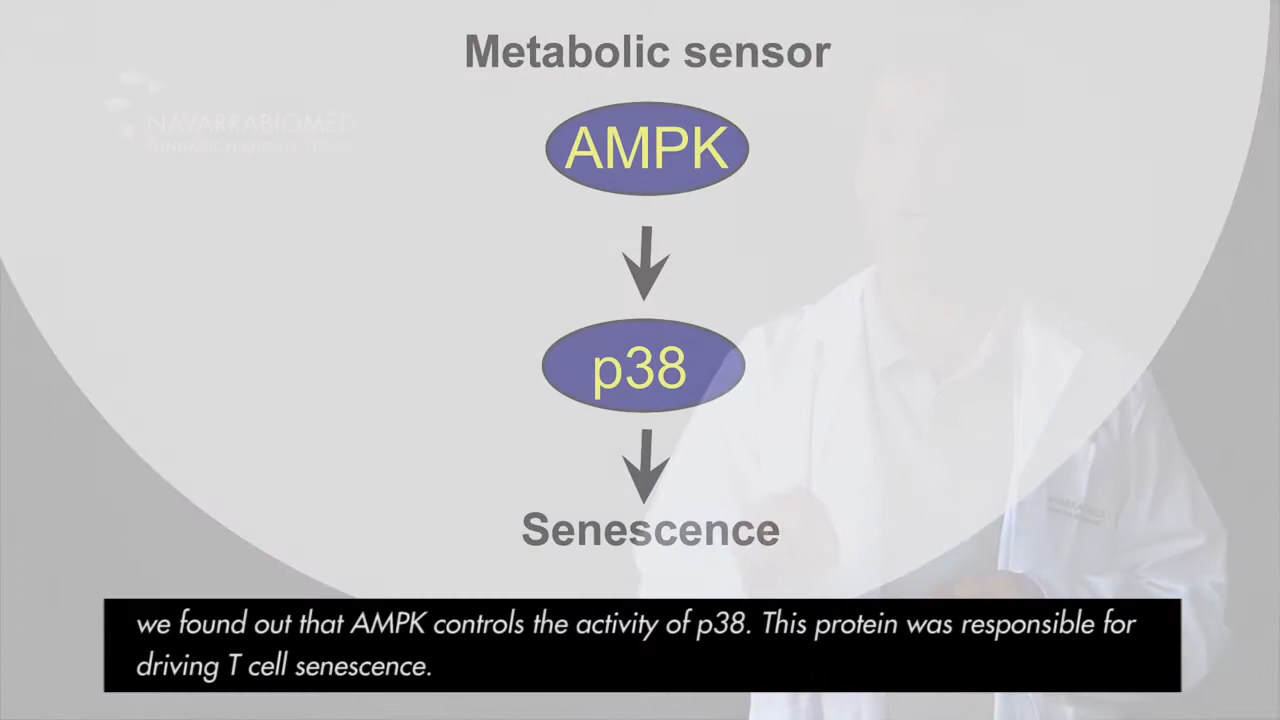 Metabolic sensor
NAVARRABIOMED
AMPK
p38
Senescence
we found out that AMPK controls the activity of p38. This protein was responsible for
driving T cell senescence.